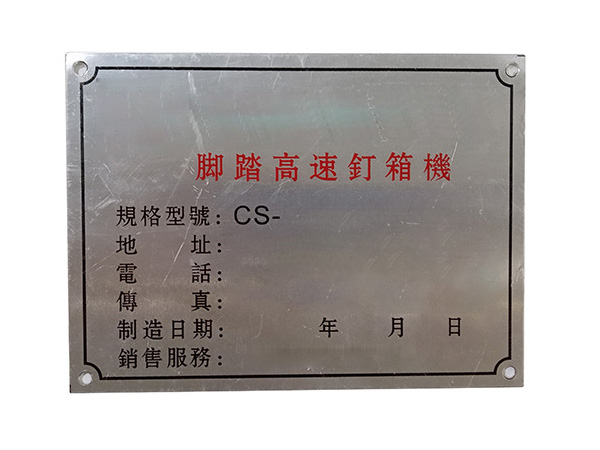 脚踏高速釘箱機
規格型號：CS-
地　　址：
電　　話：
傳　　真：
制造日期：　　　年　　月　　日
銷售服務：